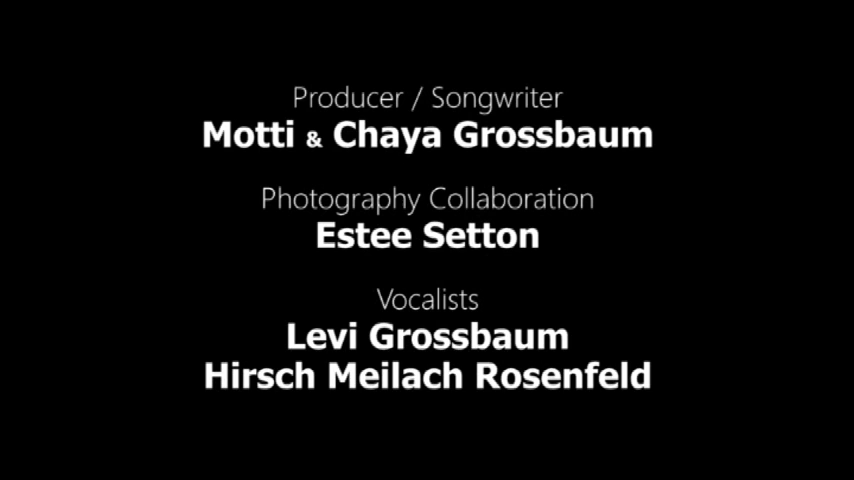 Producer / Songwriter
Motti & Chaya Grossbaum
Photography Collaboration
Estee Setton
Vocalists
Levi Grossbaum
Hirsch Meilach Rosenfeld